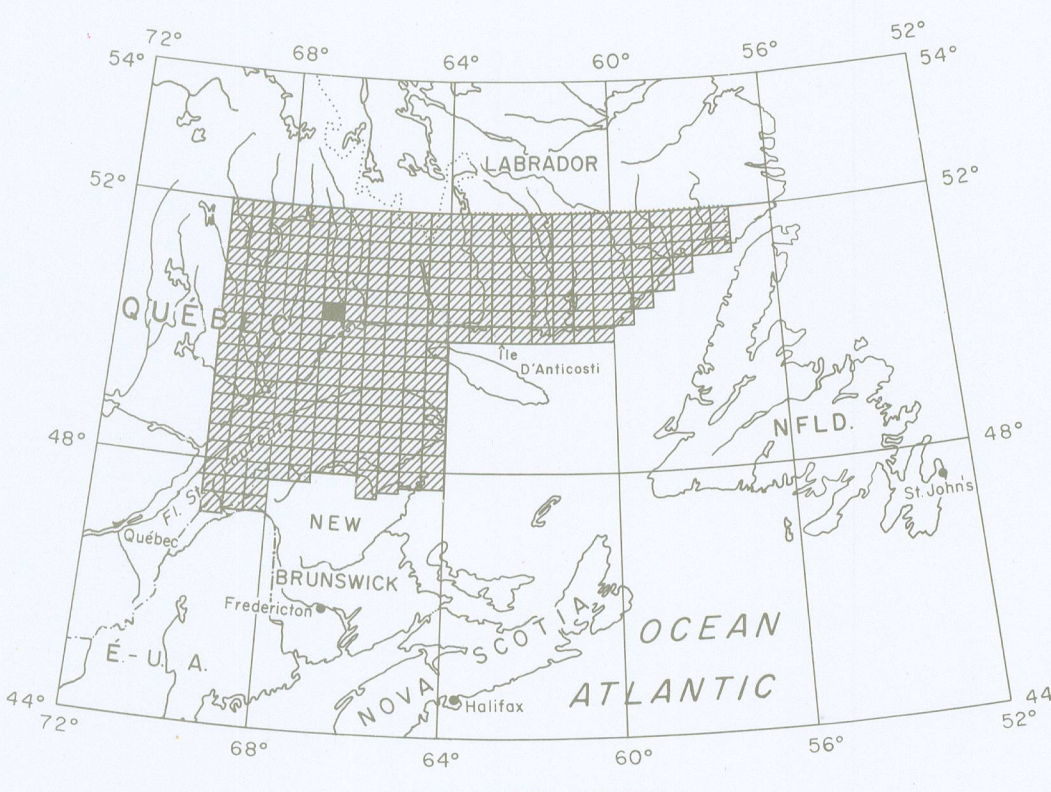 72° 68° 64° 60° 56° 52°
54° 54°
LABRADOR
52° 52°
QUÉBEC
Île
D'Anticosti
NFLD.
48° 48°
St. John's
Fl. St
Laurent
Québec
NEW
BRUNSWICK
Fredericton
É.-U. A.
NOVA SCOTIA
Halifax
OCEAN
ATLANTIC
44° 44
72° 68° 64° 60° 56° 52°